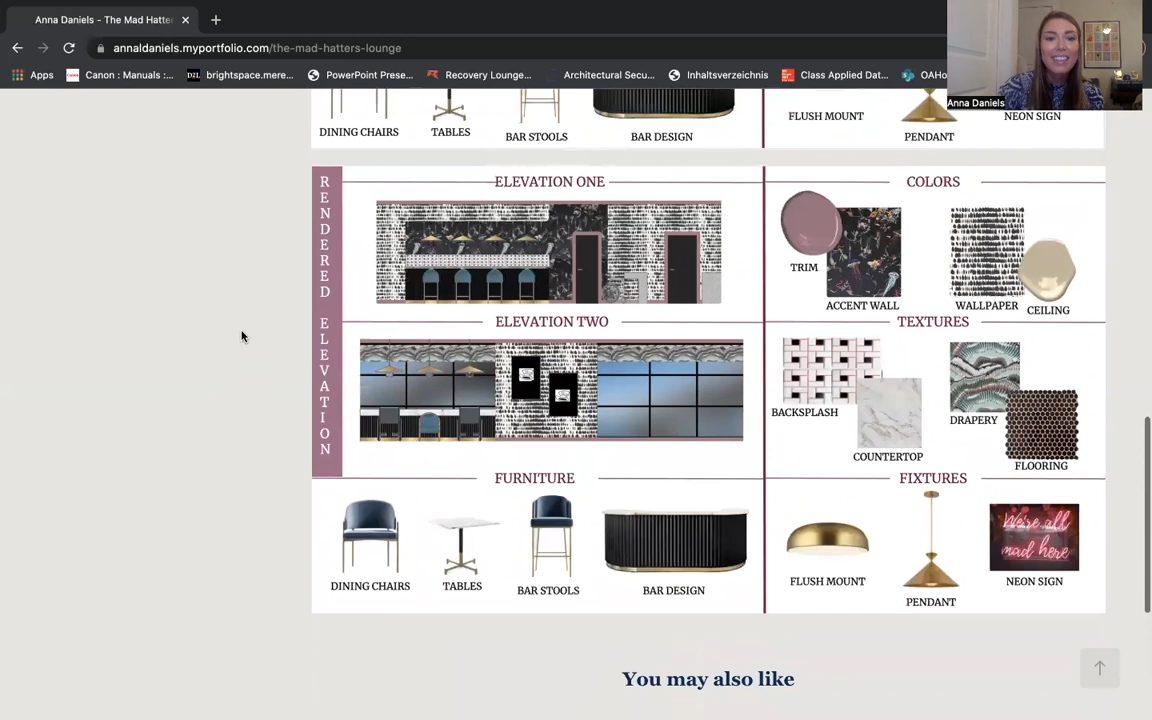 Anna Daniels - The Mad Hatte
annaldaniels.myportfolio.com/the-mad-hatters-lounge
Apps
Canon : Manuals :...
D2L
brightspace.mere...
PowerPoint Prese...
Recovery Lounge...
Architectural Secu...
Inhaltsverzeichnis
Class Applied Dat...
OAHo
Anna Daniels
DINING CHAIRS
TABLES
BAR STOOLS
BAR DESIGN
FLUSH MOUNT
PENDANT
NEON SIGN
RENDERED ELEVATION
ELEVATION ONE
COLORS
TRIM
ACCENT WALL
WALLPAPER
CEILING
ELEVATION TWO
TEXTURES
BACKSPLASH
COUNTERTOP
DRAPERY
FLOORING
FURNITURE
FIXTURES
We're all
mad here
DINING CHAIRS
TABLES
BAR STOOLS
BAR DESIGN
FLUSH MOUNT
PENDANT
NEON SIGN
You may also like